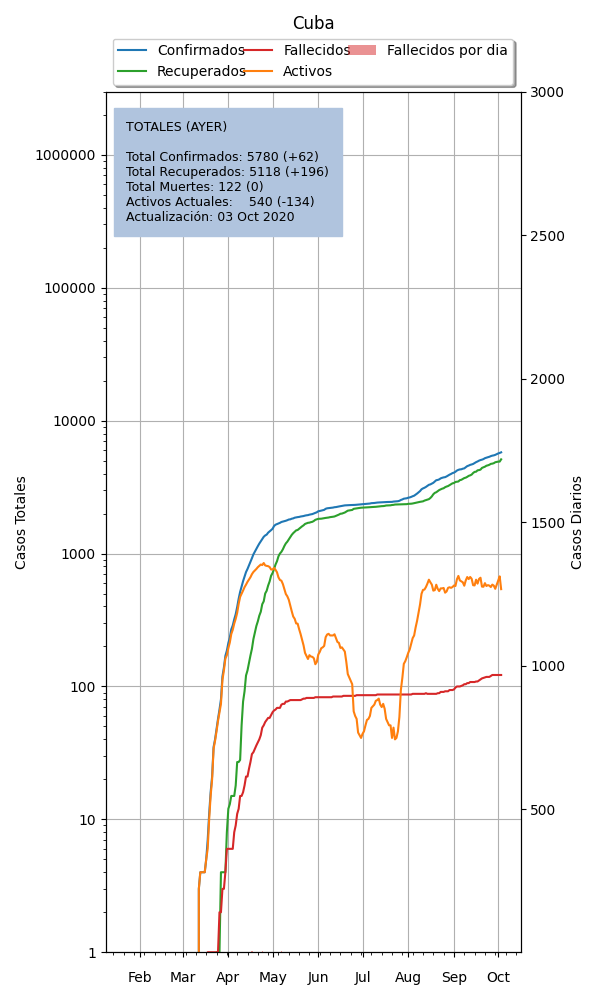 Cuba
Confirmados
Recuperados
Fallecidos
Activos
Fallecidos por dia
TOTALES (AYER)
Total Confirmados: 5780 (+62)
Total Recuperados: 5118 (+196)
Total Muertes: 122 (0)
Activos Actuales: 540 (-134)
Actualización: 03 Oct 2020
Casos Totales
1000000
100000
10000
1000
100
10
1
3000
2500
2000
1500
1000
500
Casos Diarios
Feb Mar Apr May Jun Jul Aug Sep Oct